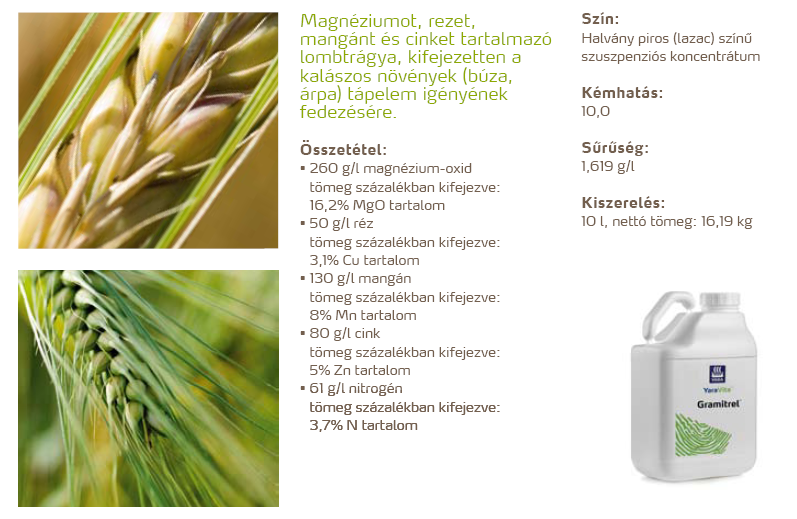 Magnéziumot, rezet,
mangánt és cinket tartalmazó
lombtrágya, kifejezetten a
kalászos növények (búza,
árpa) tápelem igényének
fedezésére.
Összetétel:
▪ 260 g/l magnézium-oxid
tömeg százalékban kifejezve:
16,2% MgO tartalom
▪ 50 g/l réz
tömeg százalékban kifejezve:
3,1% Cu tartalom
▪ 130 g/l mangán
tömeg százalékban kifejezve:
8% Mn tartalom
▪ 80 g/l cink
tömeg százalékban kifejezve:
5% Zn tartalom
▪ 61 g/l nitrogén
tömeg százalékban kifejezve:
3,7% N tartalom
Szín:
Halvány piros (lazac) színű
szuszpenziós koncentrátum
Kémhatás:
10,0
Sűrűség:
1,619 g/l
Kiszerelés:
10 l, nettó tömeg: 16,19 kg
YaraVita
Gramitrel